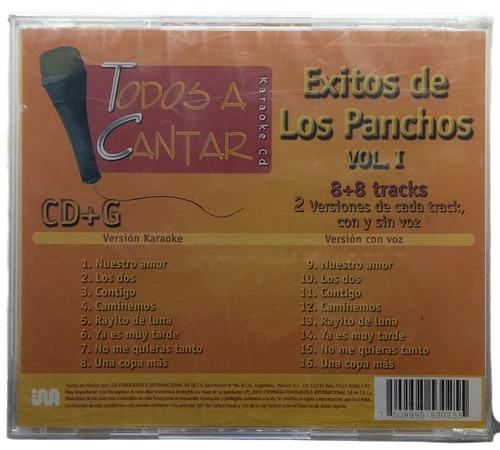 TODOS A
CANTAR
Karaoke Cd
CD+G
Exitos de
Los Panchos
VOL. I
8+8 tracks
2 Versiones de cada track,
con y sin voz
Versión Karaoke
1. Nuestro amor
2. Los dos
3. Contigo
4. Caminemos
5. Rayito de luna
6. Ya es muy tarde
7. No me quieras tanto
8. Una copa más
Versión con voz
9. Nuestro amor
10. Los dos
11. Contigo
12. Caminemos
13. Rayito de luna
14. Ya es muy tarde
15. No me quieras tanto
16. Una copa más
7 509995 530255